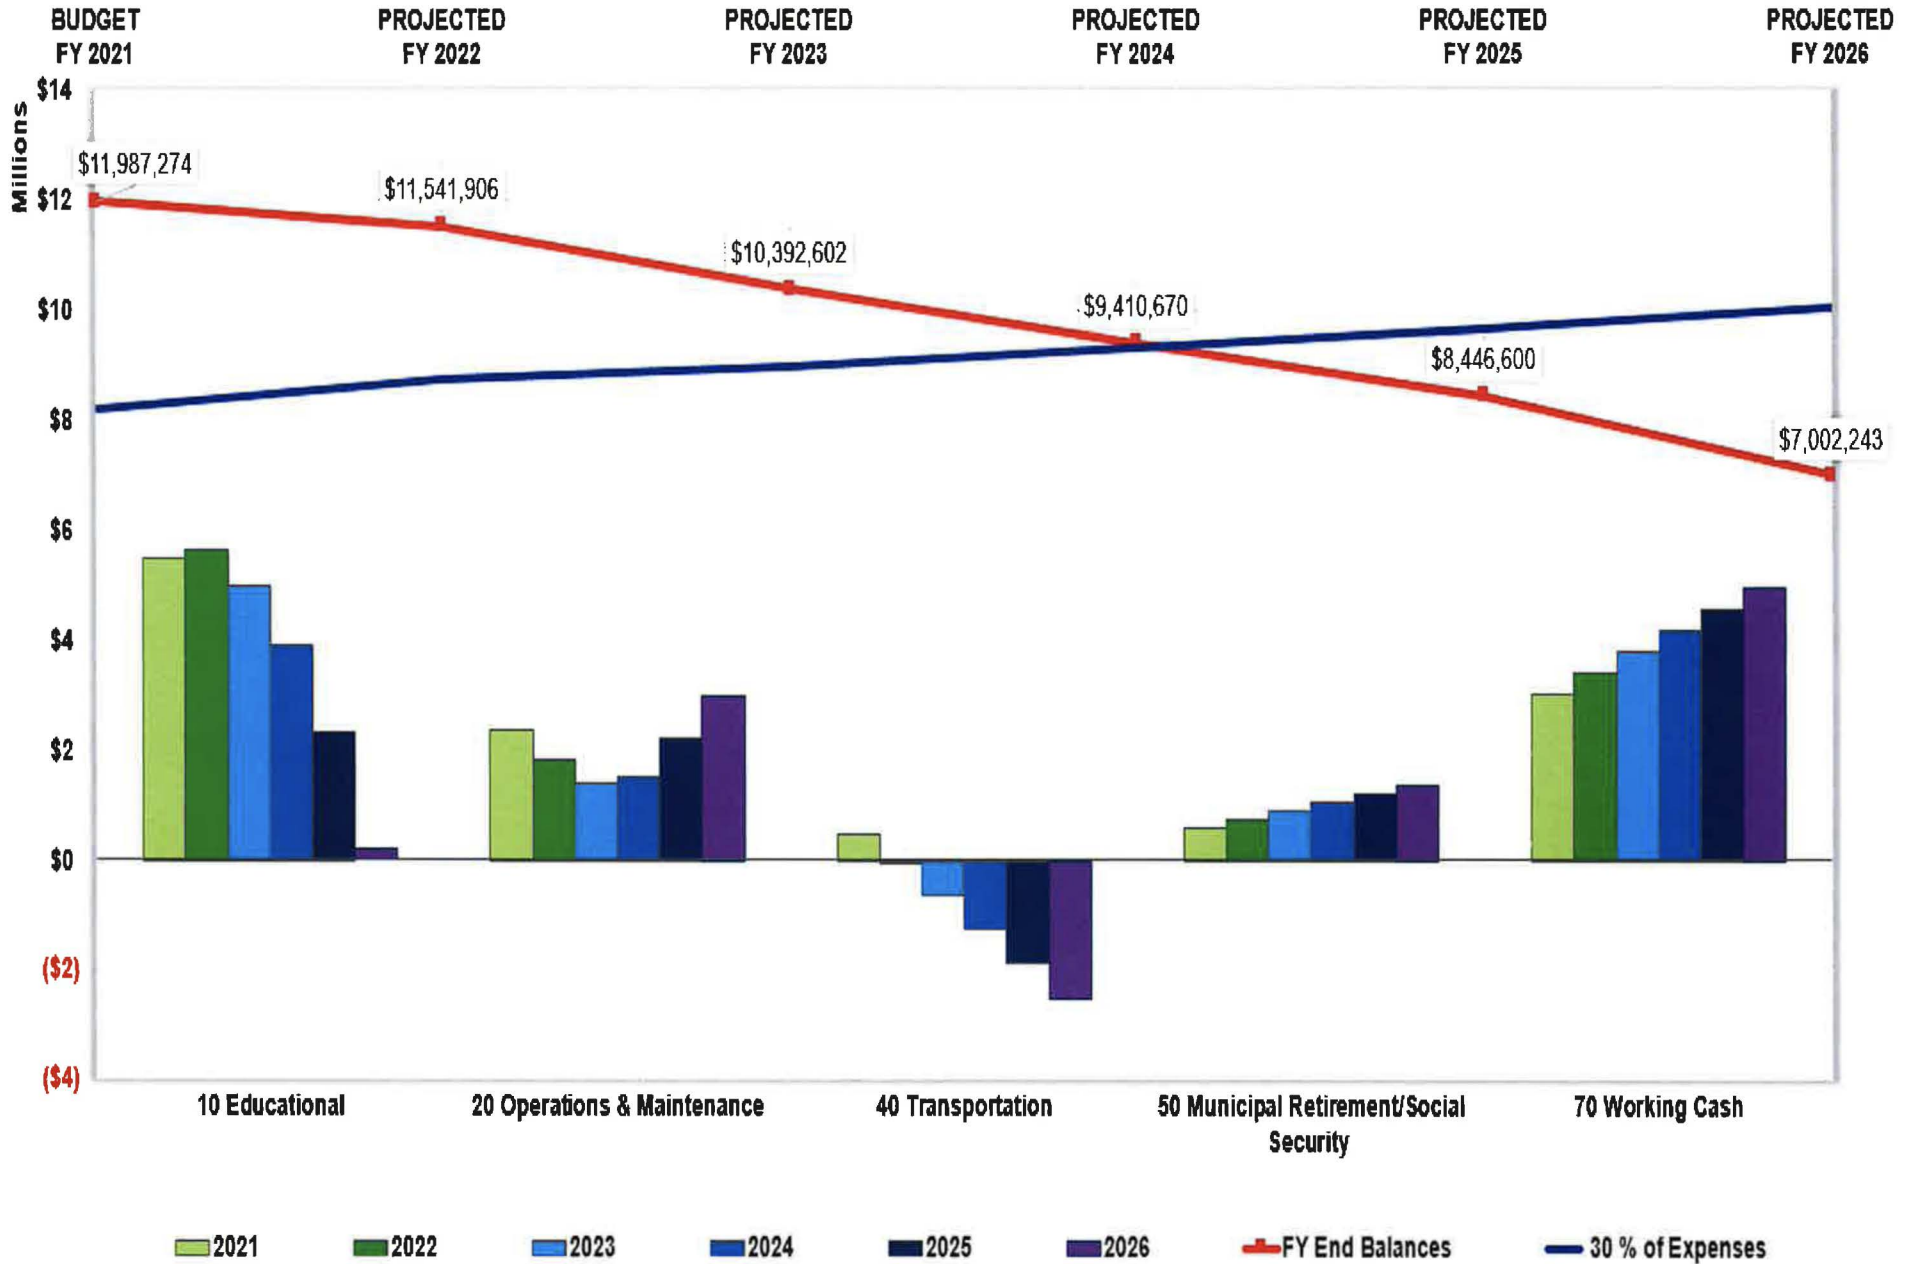 BUDGET
FY 2021
PROJECTED
FY 2022
PROJECTED
FY 2023
PROJECTED
FY 2024
PROJECTED
FY 2025
PROJECTED
FY 2026
Millions
$14
$12
$10
$8
$6
$4
$2
$0
($2)
($4)
$11,987,274
$11,541,906
$10,392,602
$9,410,670
$8,446,600
$7,002,243
10 Educational
20 Operations & Maintenance
40 Transportation
50 Municipal Retirement/Social
Security
70 Working Cash
2021
2022
2023
2024
2025
2026
FY End Balances
30 % of Expenses